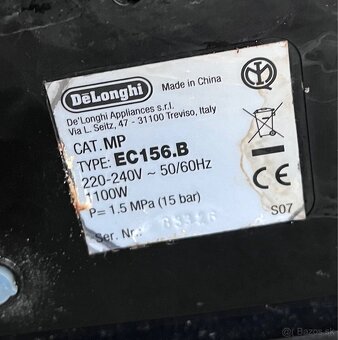 DeLonghi
Made in China
De'Longhi Appliances s.r.l.
Via L. Seitz, 47 - 31100 Treviso, Italy
CAT. MP
TYPE: EC156.B
220-240V ~ 50/60Hz
1100W
P= 1.5 MPa (15 bar)
Ser. Nr.:
CE
S07
@r Bazos.sk